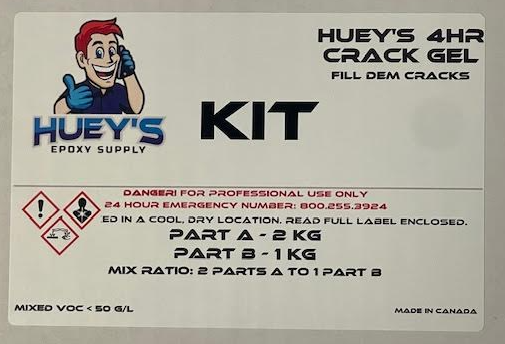 HUEY'S 4HR
CRACK GEL
FILL DEM CRACKS
HUEY'S
EPOXY SUPPLY
KIT
DANGER! FOR PROFESSIONAL USE ONLY
24 HOUR EMERGENCY NUMBER: 800.255.3924
ED IN A COOL, DRY LOCATION. READ FULL LABEL ENCLOSED.
PART A - 2 KG
PART B - 1 KG
MIX RATIO: 2 PARTS A TO 1 PART B
MIXED VOC < 50 G/L
MADE IN CANADA